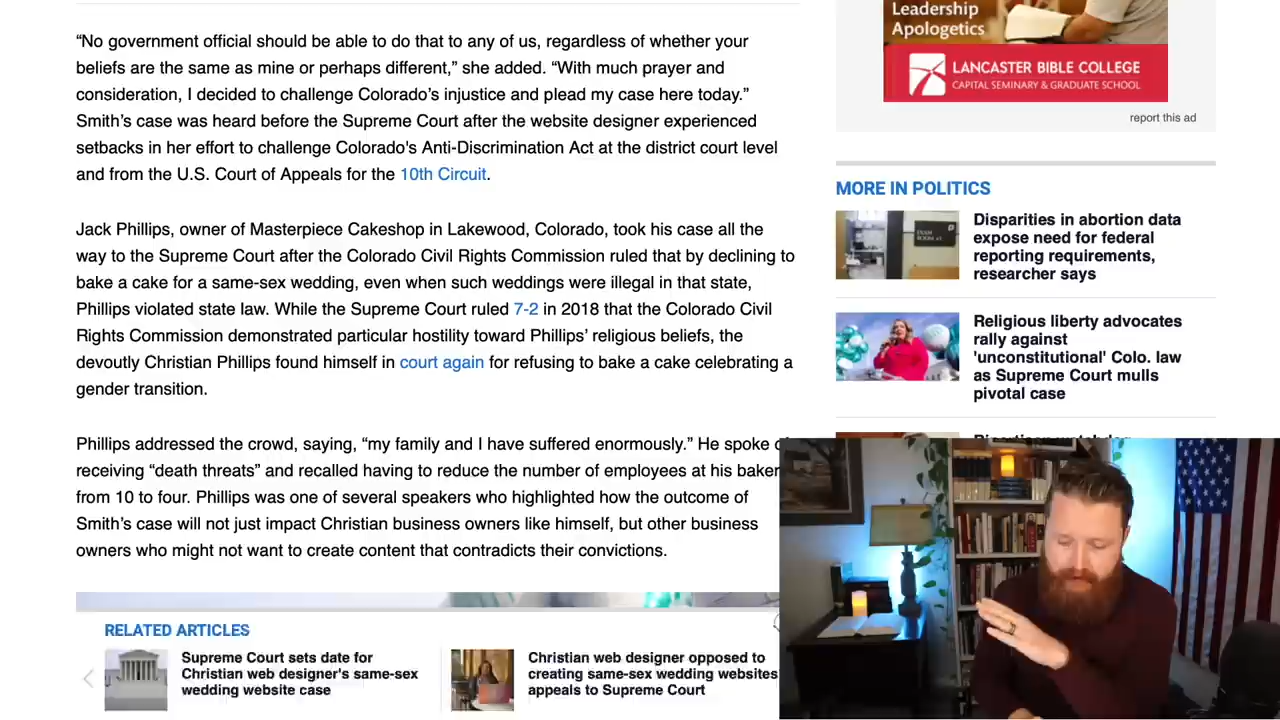 Leadership
Apologetics
LANCASTER BIBLE COLLEGE
CAPITAL SEMINARY & GRADUATE SCHOOL
report this ad
“No government official should be able to do that to any of us, regardless of whether your
beliefs are the same as mine or perhaps different,” she added. “With much prayer and
consideration, I decided to challenge Colorado’s injustice and plead my case here today.”
Smith’s case was heard before the Supreme Court after the website designer experienced
setbacks in her effort to challenge Colorado's Anti-Discrimination Act at the district court level
and from the U.S. Court of Appeals for the 10th Circuit.
Jack Phillips, owner of Masterpiece Cakeshop in Lakewood, Colorado, took his case all the
way to the Supreme Court after the Colorado Civil Rights Commission ruled that by declining to
bake a cake for a same-sex wedding, even when such weddings were illegal in that state,
Phillips violated state law. While the Supreme Court ruled 7-2 in 2018 that the Colorado Civil
Rights Commission demonstrated particular hostility toward Phillips’ religious beliefs, the
devoutly Christian Phillips found himself in court again for refusing to bake a cake celebrating a
gender transition.
Phillips addressed the crowd, saying, “my family and I have suffered enormously.” He spoke
receiving “death threats” and recalled having to reduce the number of employees at his
from 10 to four. Phillips was one of several speakers who highlighted how the outcome of
Smith’s case will not just impact Christian business owners like himself, but other business
owners who might not want to create content that contradicts their convictions.
MORE IN POLITICS
Disparities in abortion data
expose need for federal
reporting requirements,
researcher says
Religious liberty advocates
rally against
'unconstitutional' Colo. law
as Supreme Court mulls
pivotal case
RELATED ARTICLES
Supreme Court sets date for
Christian web designer's same-sex
wedding website case
Christian web designer opposed to
creating same-sex wedding websites
appeals to Supreme Court